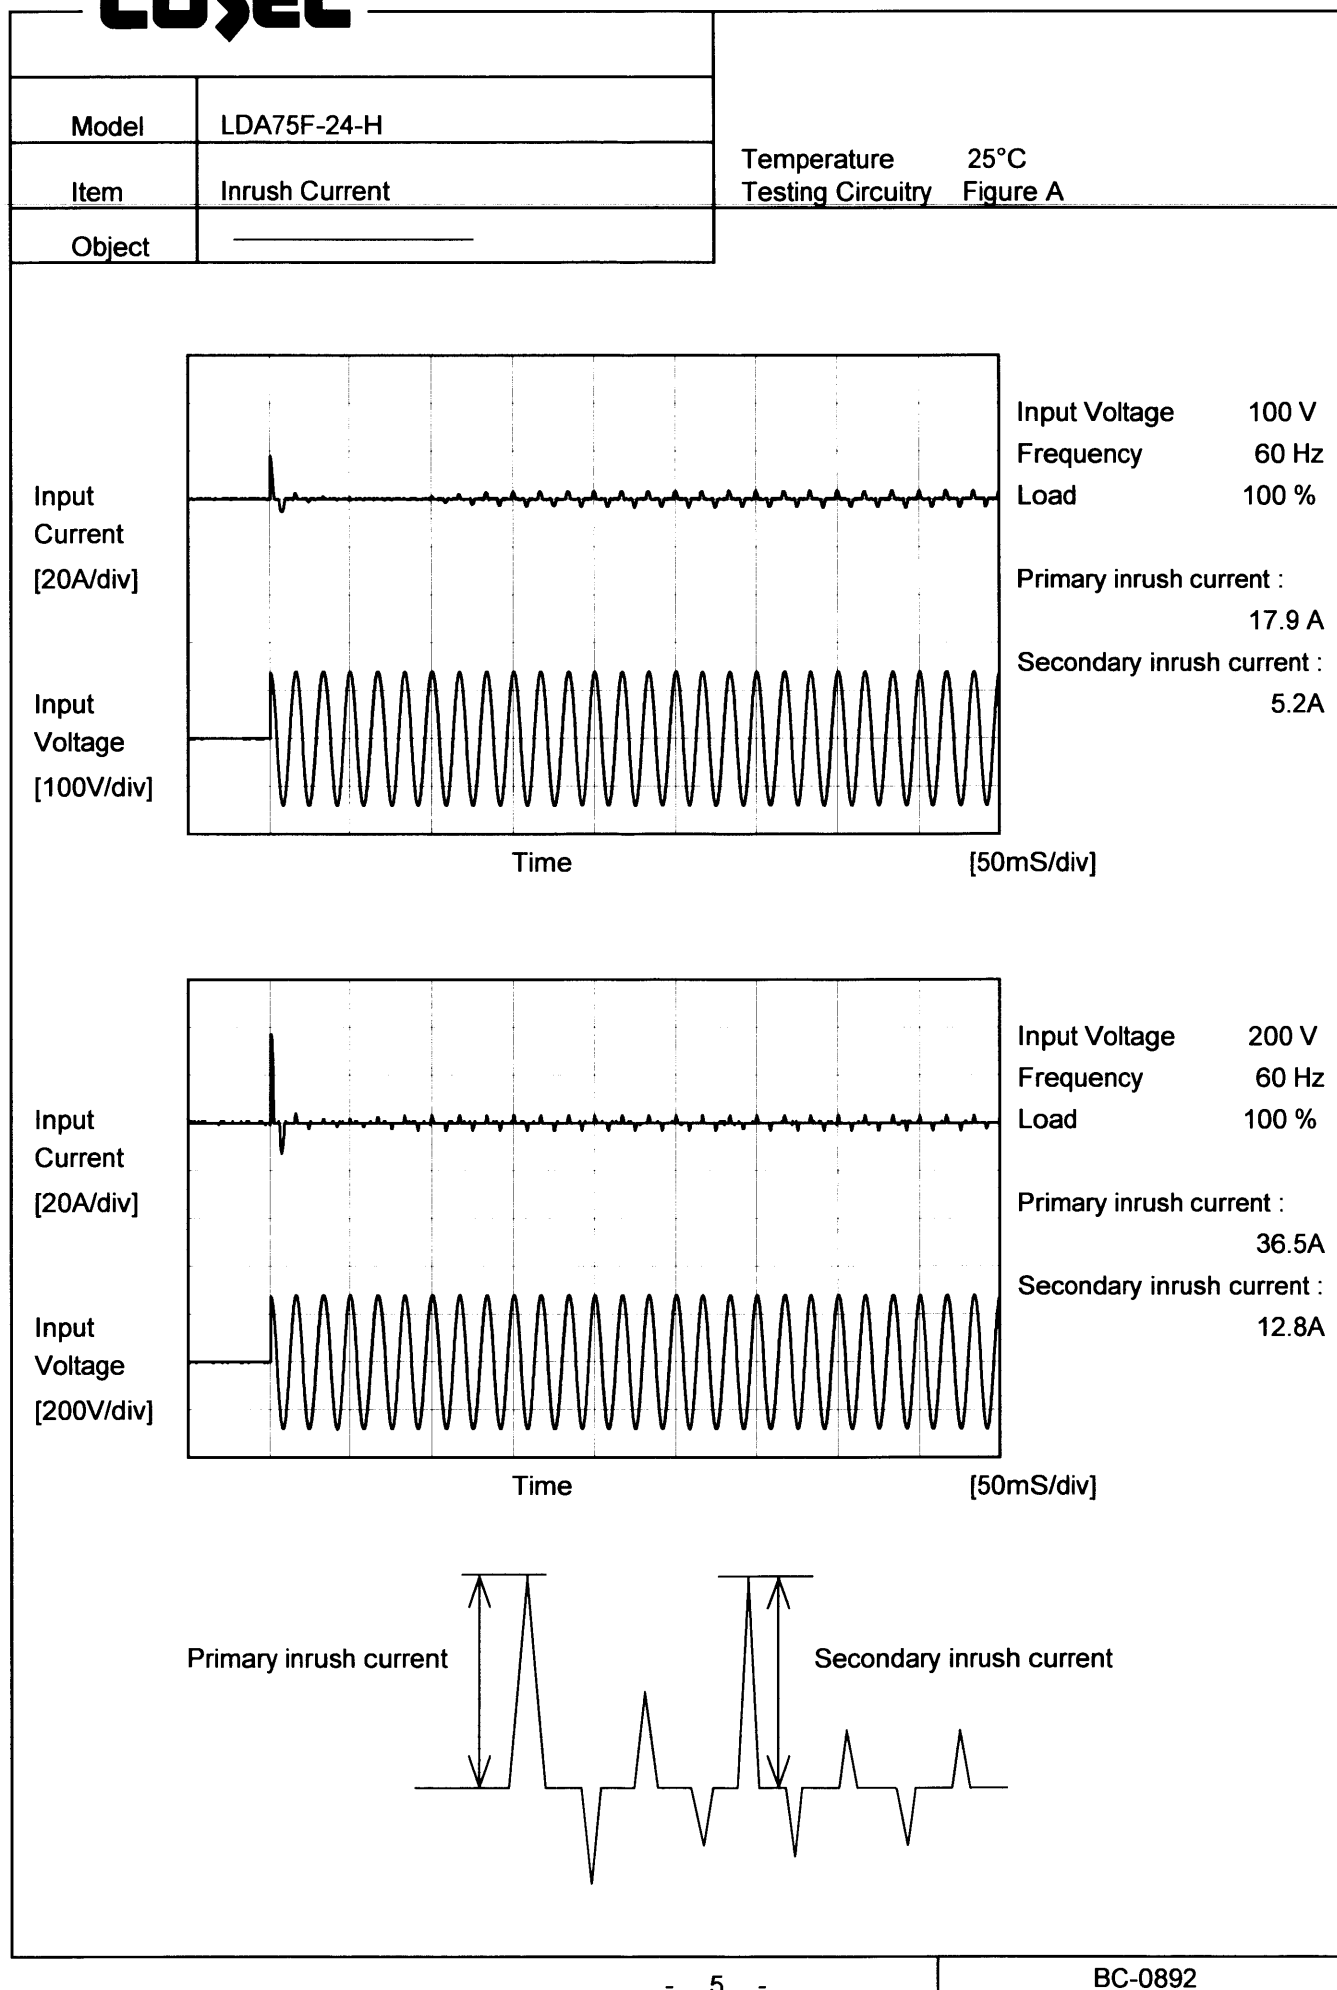 COSEL
Model LDA75F-24-H
Item Inrush Current
Object
Temperature 25°C
Testing Circuitry Figure A
Input
Current
[20A/div]
Input
Voltage
[100V/div]
Time [50mS/div]
Input Voltage 100 V
Frequency 60 Hz
Load 100 %
Primary inrush current :
17.9 A
Secondary inrush current :
5.2A
Input
Current
[20A/div]
Input
Voltage
[200V/div]
Time [50mS/div]
Input Voltage 200 V
Frequency 60 Hz
Load 100 %
Primary inrush current :
36.5A
Secondary inrush current :
12.8A
Primary inrush current
Secondary inrush current
- 5 -
BC-0892